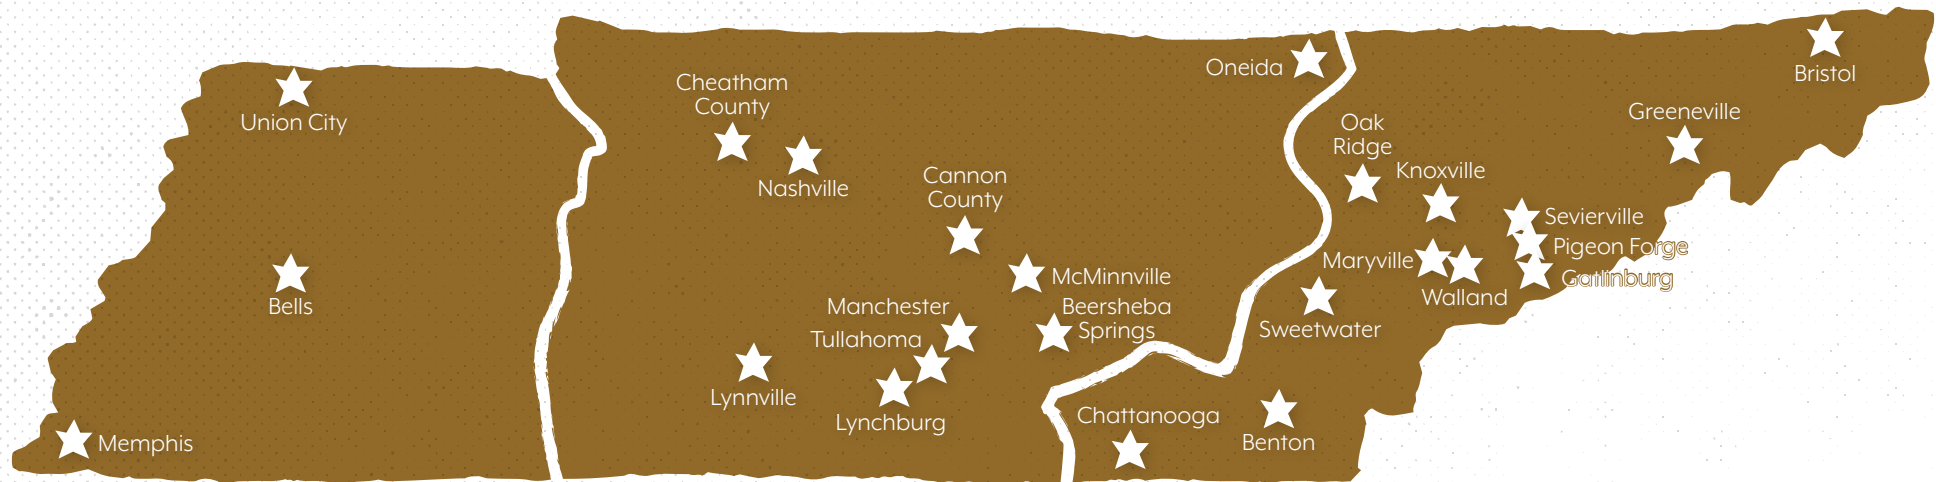 Union City
Bells
Memphis
Cheatham
County
Nashville
Cannon
County
McMinnville
Beersheba
Springs
Manchester
Tullahoma
Lynnville
Lynchburg
Oneida
Oak
Ridge
Knoxville
Sevierville
Pigeon Forge
Gatlinburg
Maryville
Walland
Sweetwater
Chattanooga
Benton
Greeneville
Bristol